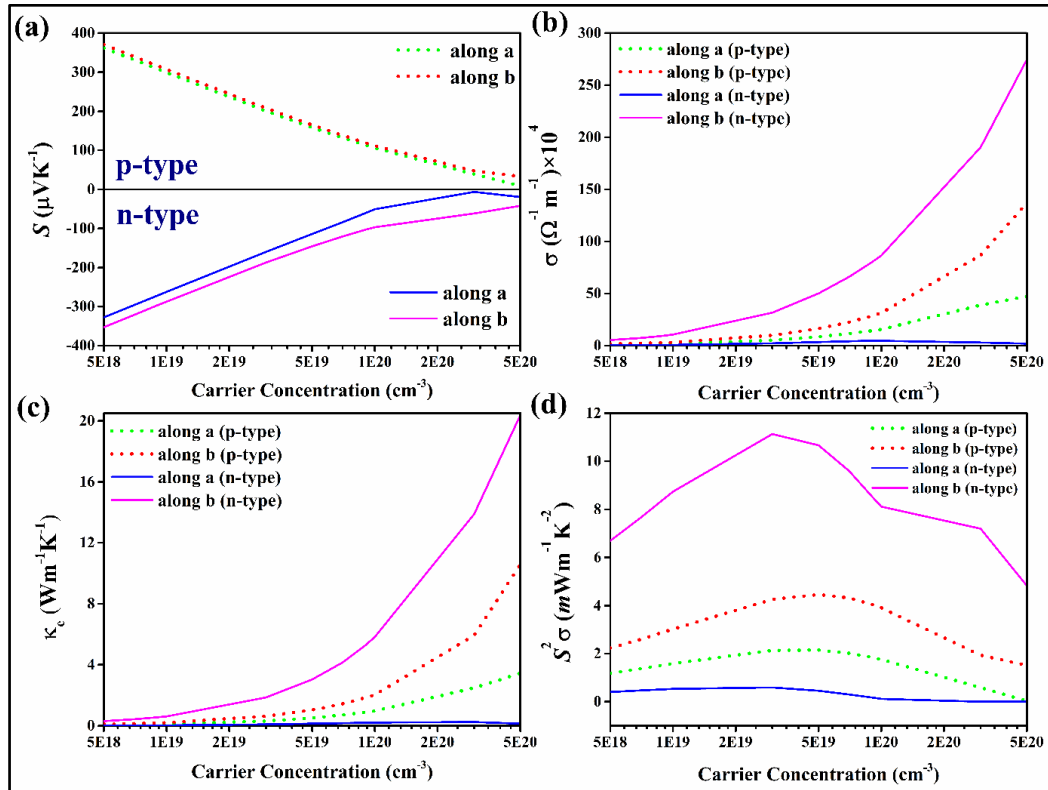 (a)
400
300
200
100
0
-100
-200
-300
-400
S (μVK⁻¹)
along a
along b
p-type
n-type
along a
along b
5E18 1E19 2E19 5E19 1E20 2E20 5E20
Carrier Concentration (cm⁻³)
(b)
300
250
200
150
100
50
0
σ (Ω⁻¹ m⁻¹)×10⁴
along a (p-type)
along b (p-type)
along a (n-type)
along b (n-type)
5E18 1E19 2E19 5E19 1E20 2E20 5E20
Carrier Concentration (cm⁻³)
(c)
20
16
12
8
4
0
κₑ (Wm⁻¹K⁻¹)
along a (p-type)
along b (p-type)
along a (n-type)
along b (n-type)
5E18 1E19 2E19 5E19 1E20 2E20 5E20
Carrier Concentration (cm⁻³)
(d)
12
10
8
6
4
2
0
S² σ (mWm⁻¹K⁻²)
along a (p-type)
along b (p-type)
along a (n-type)
along b (n-type)
5E18 1E19 2E19 5E19 1E20 2E20 5E20
Carrier Concentration (cm⁻³)